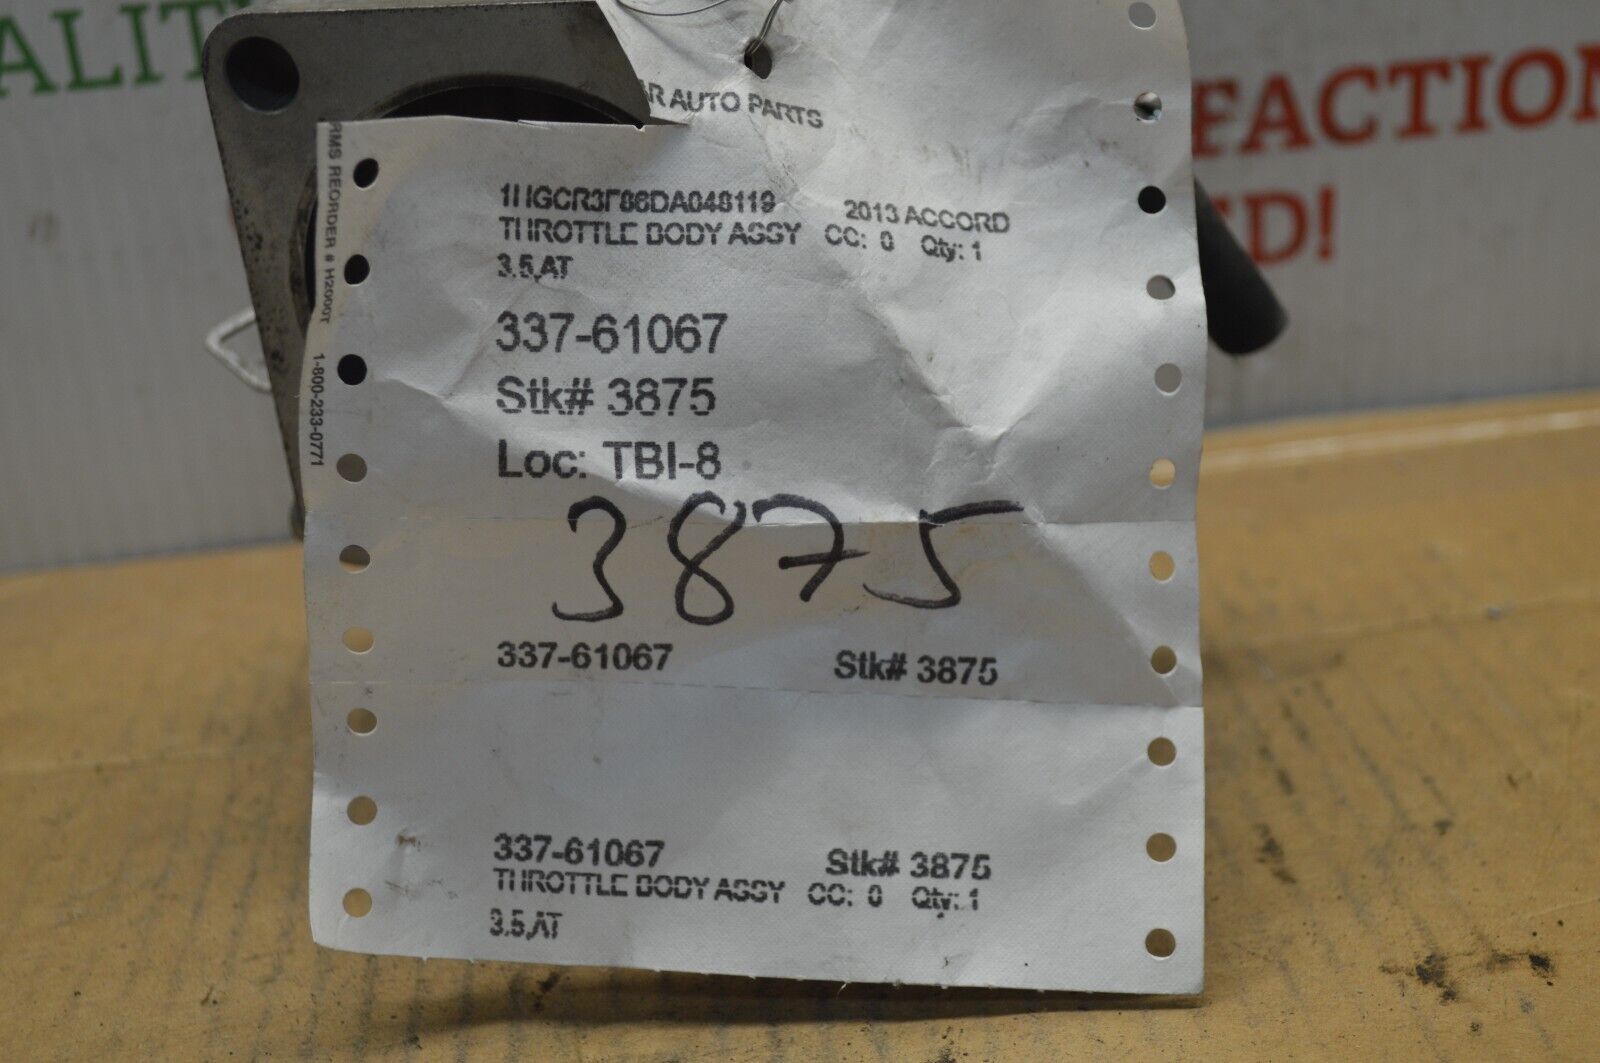 ALIT
FACTION
D!
AR AUTO PARTS
RMS REORDER # H2000T 1-800-233-0771
2013 ACCORD
THROTTLE BODY ASSY CC: 0 Qty: 1
3.5,AT
337-61067
Stk# 3875
Loc: TBI-8
3875
337-61067 Stk# 3875
337-61067 Stk# 3875
THROTTLE BODY ASSY CC: 0 Qty: 1
3.5,AT